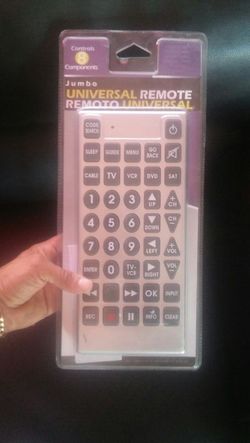 Controls
8
Components
Jumbo
UNIVERSAL REMOTE
REMOTO UNIVERSAL
CODE
SEARCH
SLEEP GUIDE MENU GO
BACK
CABLE TV VCR DVD SAT
1 2 3 UP + CH
4 5 6 DOWN CH -
7 8 9 LEFT + VOL
ENTER 0 TV-
VCR RIGHT VOL -
OK INPUT
REC INFO CLEAR